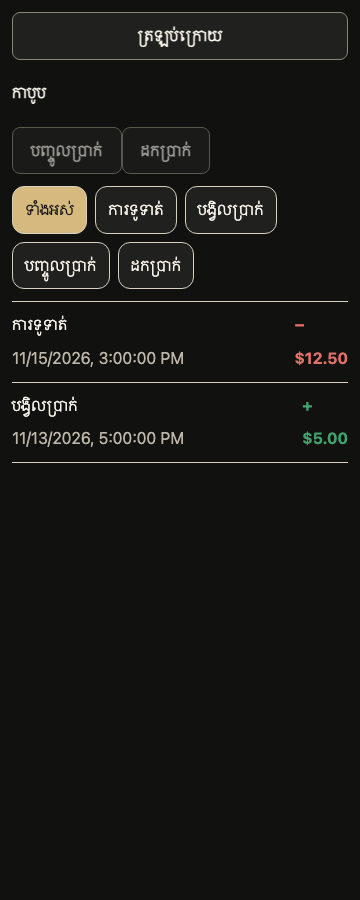 ត្រឡប់ក្រោយ
កាបូប
បញ្ចូលប្រាក់ ដកប្រាក់
ទាំងអស់ ការទូទាត់ បង្វិលប្រាក់
បញ្ចូលប្រាក់ ដកប្រាក់
ការទូទាត់ −
11/15/2026, 3:00:00 PM $12.50
បង្វិលប្រាក់ +
11/13/2026, 5:00:00 PM $5.00